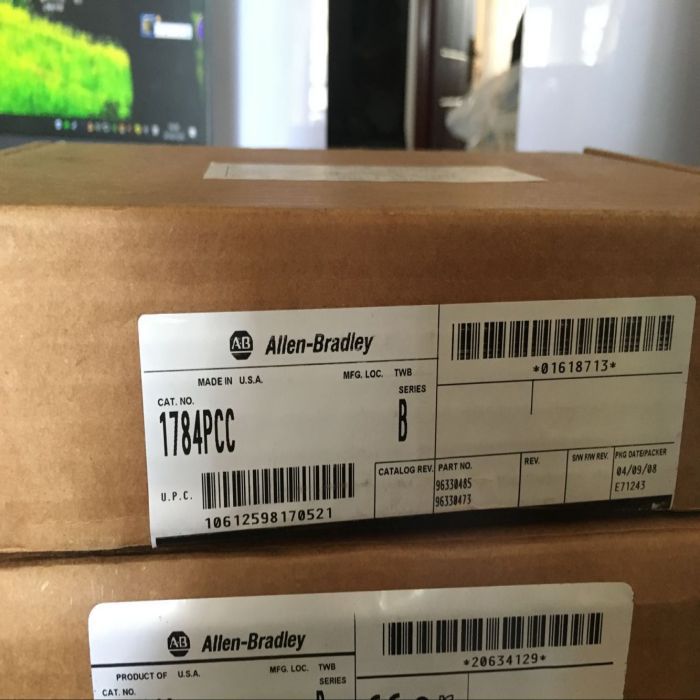 AB Allen-Bradley
MADE IN U.S.A.
MFG. LOC. TWB
CAT. NO.
SERIES
1784PCC
B
U.P.C.
10612598170521
*01618713*
CATALOG REV.
PART NO.
96330485
96330473
REV.
S/W F/W REV.
PKG DATE/PACKER
04/09/08
E71243
AB Allen-Bradley
PRODUCT OF U.S.A.
MFG. LOC. TWB
CAT. NO.
SERIES
*20634129*